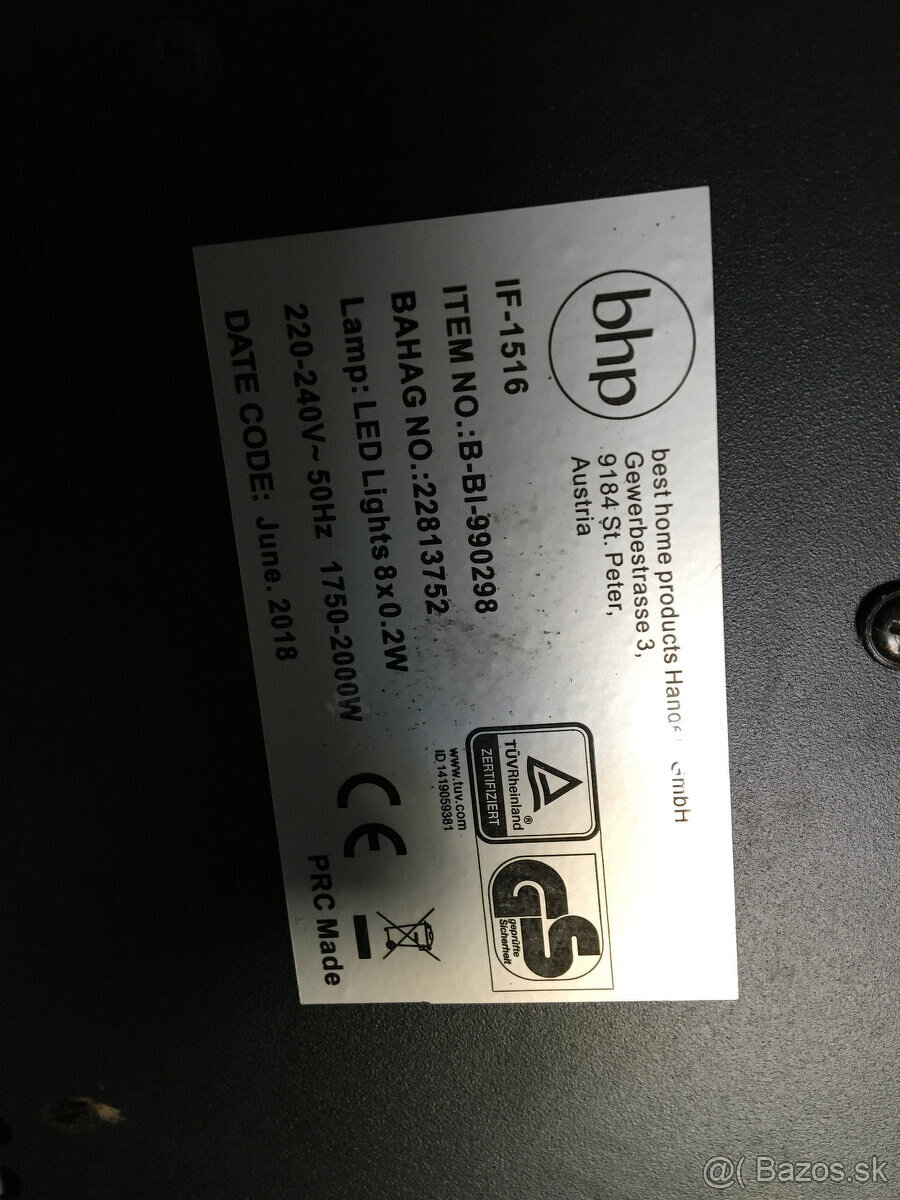 bhp
best home products GmbH
Gewerbestrasse 3,
9184 Şt. Peter,
Austria
IF-1516
ITEM NO.:B-BI-990298
BAHAG NO.:22813752
Lamp: LED Lights 8x0.2W
220-240V~50Hz 1750-2000W
DATE CODE: June. 2018
TÜVRheinland®
ZERTIFIZIERT
www.tuv.com
ID 1419059381
GS
geprüfte
Sicherheit
CE
PRC Made
@( Bazos.sk